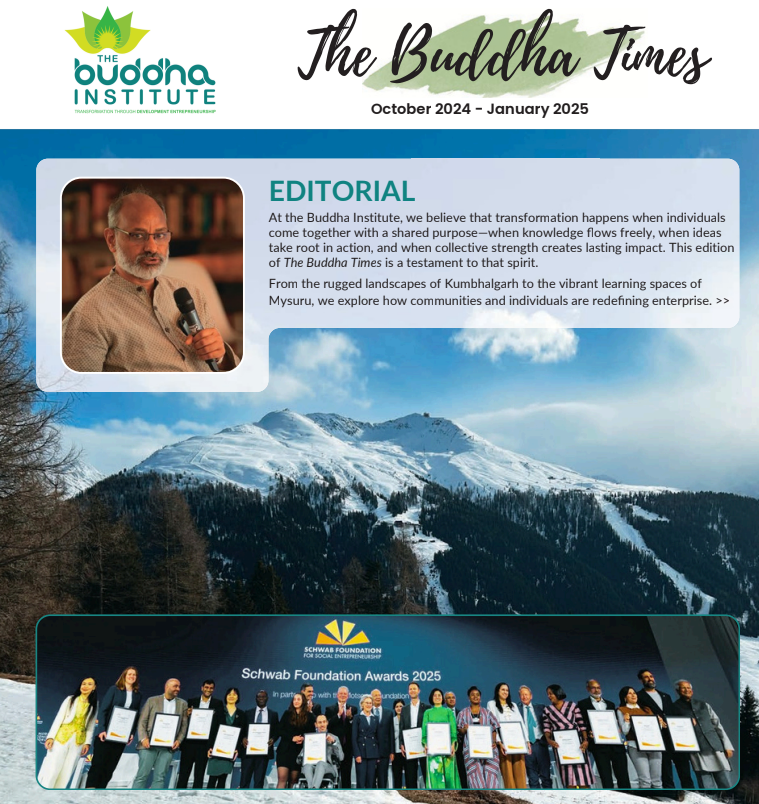 THE
buddha
INSTITUTE
TRANSFORMATION THROUGH DEVELOPMENT ENTREPRENEURSHIP
The Buddha Times
October 2024 - January 2025
EDITORIAL
At the Buddha Institute, we believe that transformation happens when individuals
come together with a shared purpose—when knowledge flows freely, when ideas
take root in action, and when collective strength creates lasting impact. This edition
of The Buddha Times is a testament to that spirit.
From the rugged landscapes of Kumbhalgarh to the vibrant learning spaces of
Mysuru, we explore how communities and individuals are redefining enterprise. >>
SCHWAB FOUNDATION
FOR SOCIAL ENTREPRENEURSHIP
Schwab Foundation Awards 2025
In partnership with the Motsepe Foundation